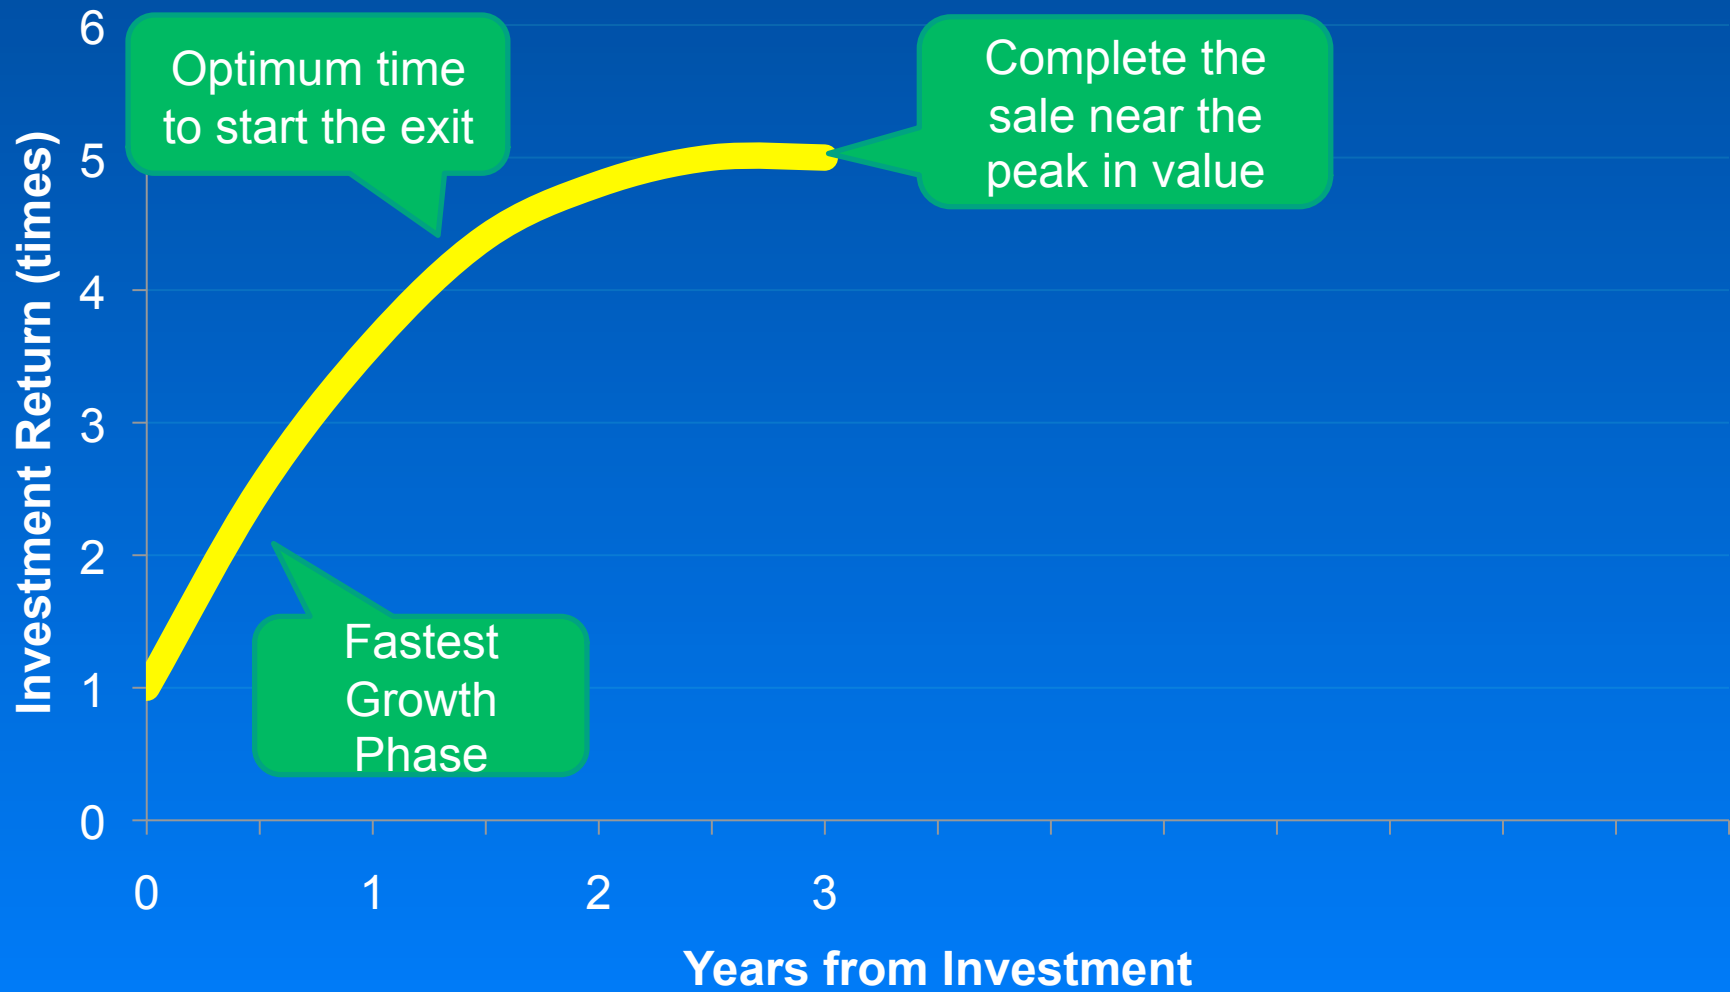 6
5
4
3
2
1
0
Investment Return (times)
Optimum time
to start the exit
Complete the
sale near the
peak in value
Fastest
Growth
Phase
0
1
2
3
Years from Investment